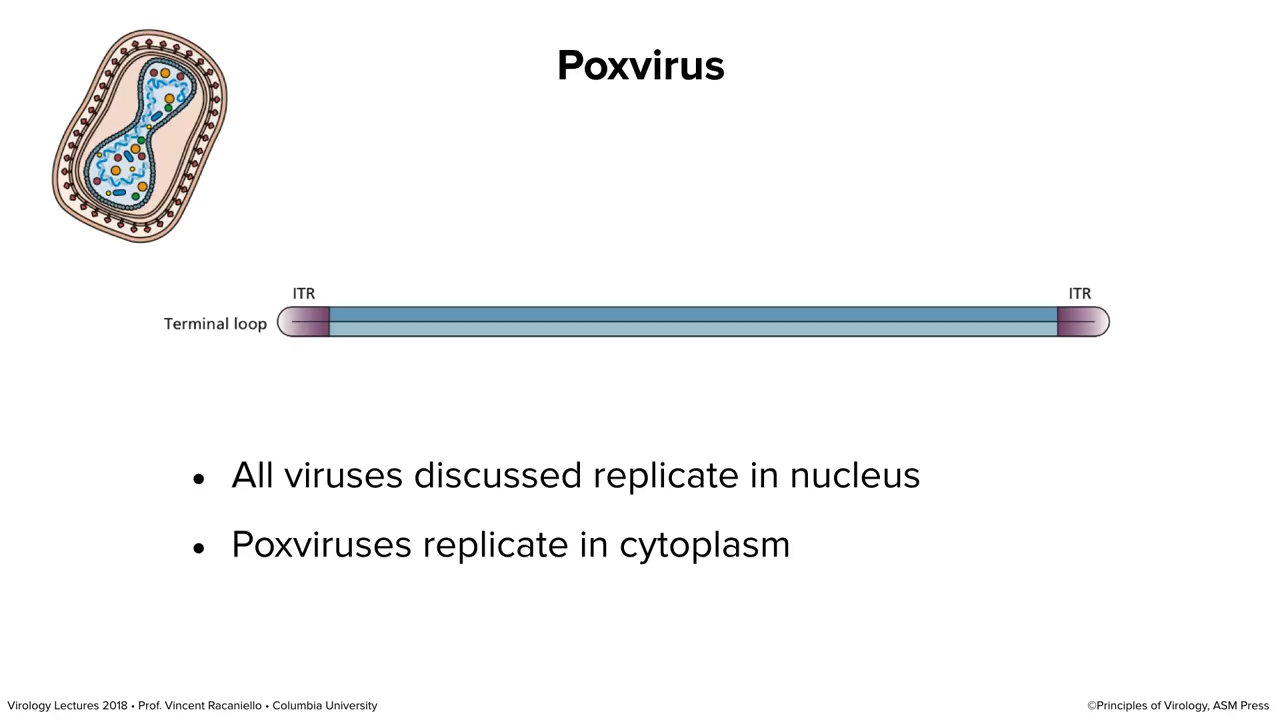 Poxvirus
ITR ITR
Terminal loop
• All viruses discussed replicate in nucleus
• Poxviruses replicate in cytoplasm
Virology Lectures 2018 • Prof. Vincent Racaniello • Columbia University ©Principles of Virology, ASM Press